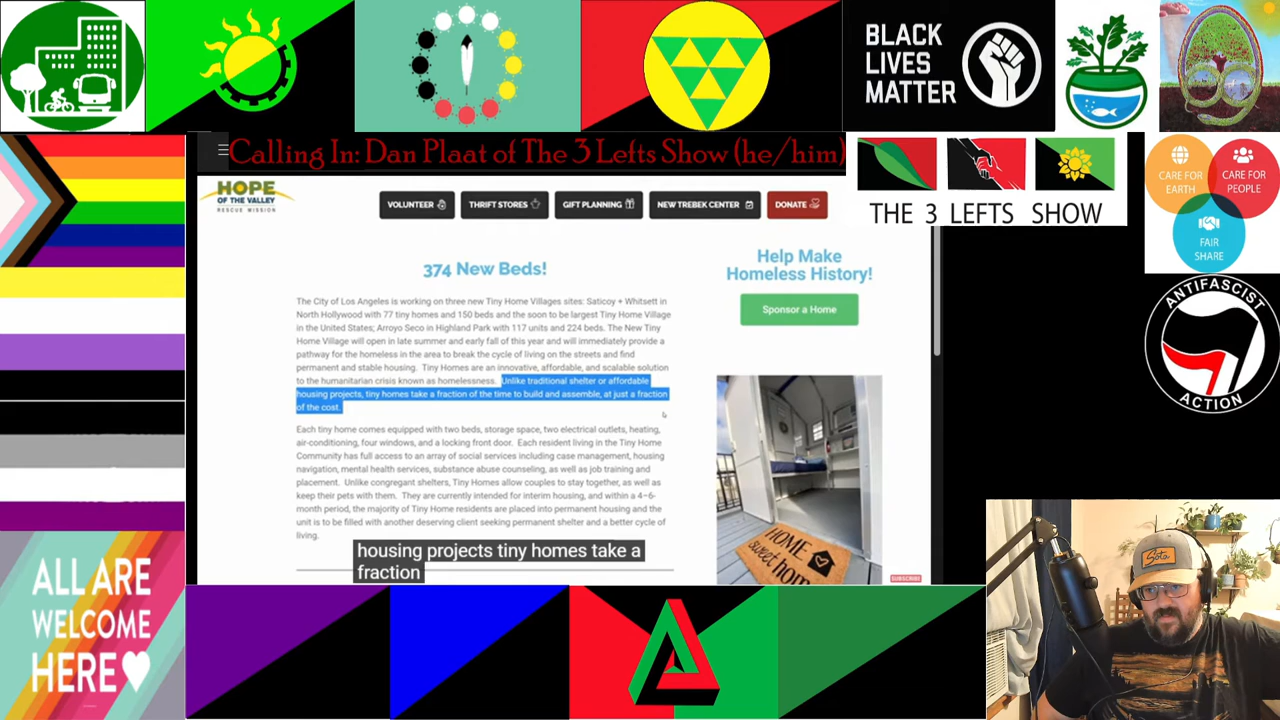 BLACK
LIVES
MATTER
Calling In: Dan Plaat of The 3 Lefts Show (he/him)
THE 3 LEFTS SHOW
CARE FOR
EARTH
CARE FOR
PEOPLE
FAIR
SHARE
HOPE
OF THE VALLEY
RESCUE MISSION
VOLUNTEER
THRIFT STORES
GIFT PLANNING
NEW TREBEK CENTER
DONATE
374 New Beds!
The City of Los Angeles is working on three new Tiny Home Villages sites: Saticoy + Whitsett in
North Hollywood with 77 tiny homes and 150 beds and the soon to be largest Tiny Home Village
in the United States; Arroyo Seco in Highland Park with 117 units and 224 beds. The New Tiny
Home Village will open in late summer and early fall of this year and will immediately provide a
pathway for the homeless in the area to break the cycle of living on the streets and find
permanent and stable housing. Tiny Homes are an innovative, affordable, and scalable solution
to the humanitarian crisis known as homelessness. Unlike traditional shelter or affordable
housing projects, tiny homes take a fraction of the time to build and assemble, at just a fraction
of the cost.
Each tiny home comes equipped with two beds, storage space, two electrical outlets, heating,
air-conditioning, four windows, and a locking front door. Each resident living in the Tiny Home
Community has full access to an array of social services including case management, housing
navigation, mental health services, substance abuse counseling, as well as job training and
placement. Unlike congregant shelters, Tiny Homes allow couples to stay together, as well as
keep their pets with them. They are currently intended for interim housing, and within a 4–6-
month period, the majority of Tiny Home residents are placed into permanent housing and the
unit is to be filled with another deserving client seeking permanent shelter and a better cycle of
living.
Help Make
Homeless History!
Sponsor a Home
HOME
sweet hom
SUBSCRIBE
housing projects tiny homes take a
fraction
ANTIFASCIST
ACTION
ALL ARE
WELCOME
HERE
Sota